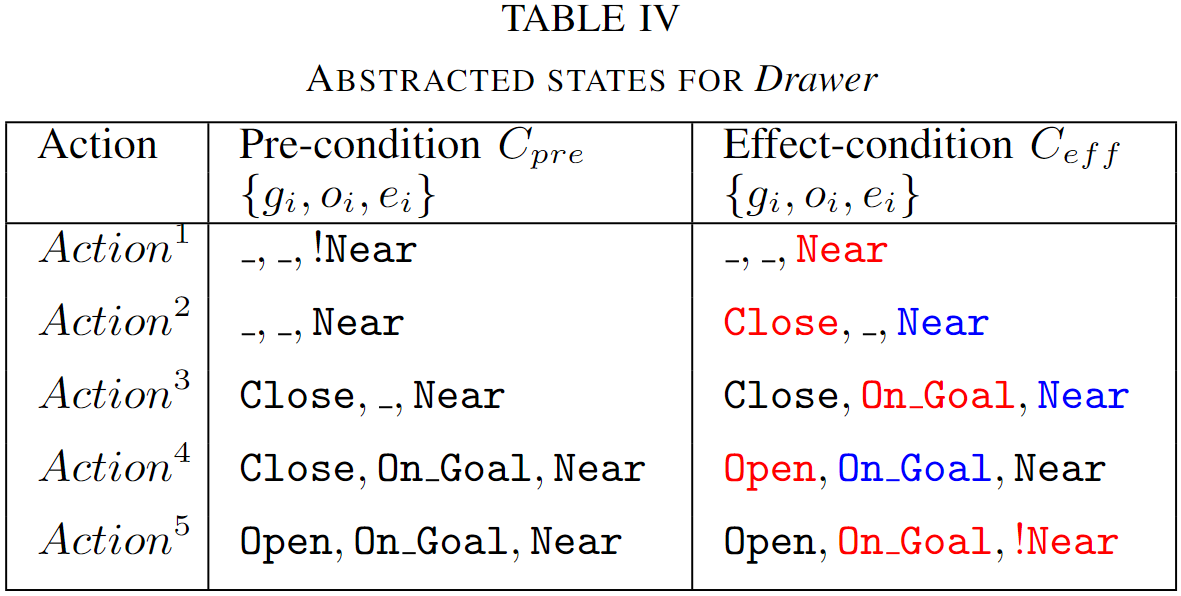 TABLE IV
ABSTRACTED STATES FOR Drawer
Action Pre-condition C_{pre} Effect-condition C_{eff}
{g_i, o_i, e_i} {g_i, o_i, e_i}
Action^1 _, _, !Near _, _, Near
Action^2 _, _, Near Close, _, Near
Action^3 Close, _, Near Close, On_Goal, Near
Action^4 Close, On_Goal, Near Open, On_Goal, Near
Action^5 Open, On_Goal, Near Open, On_Goal, !Near